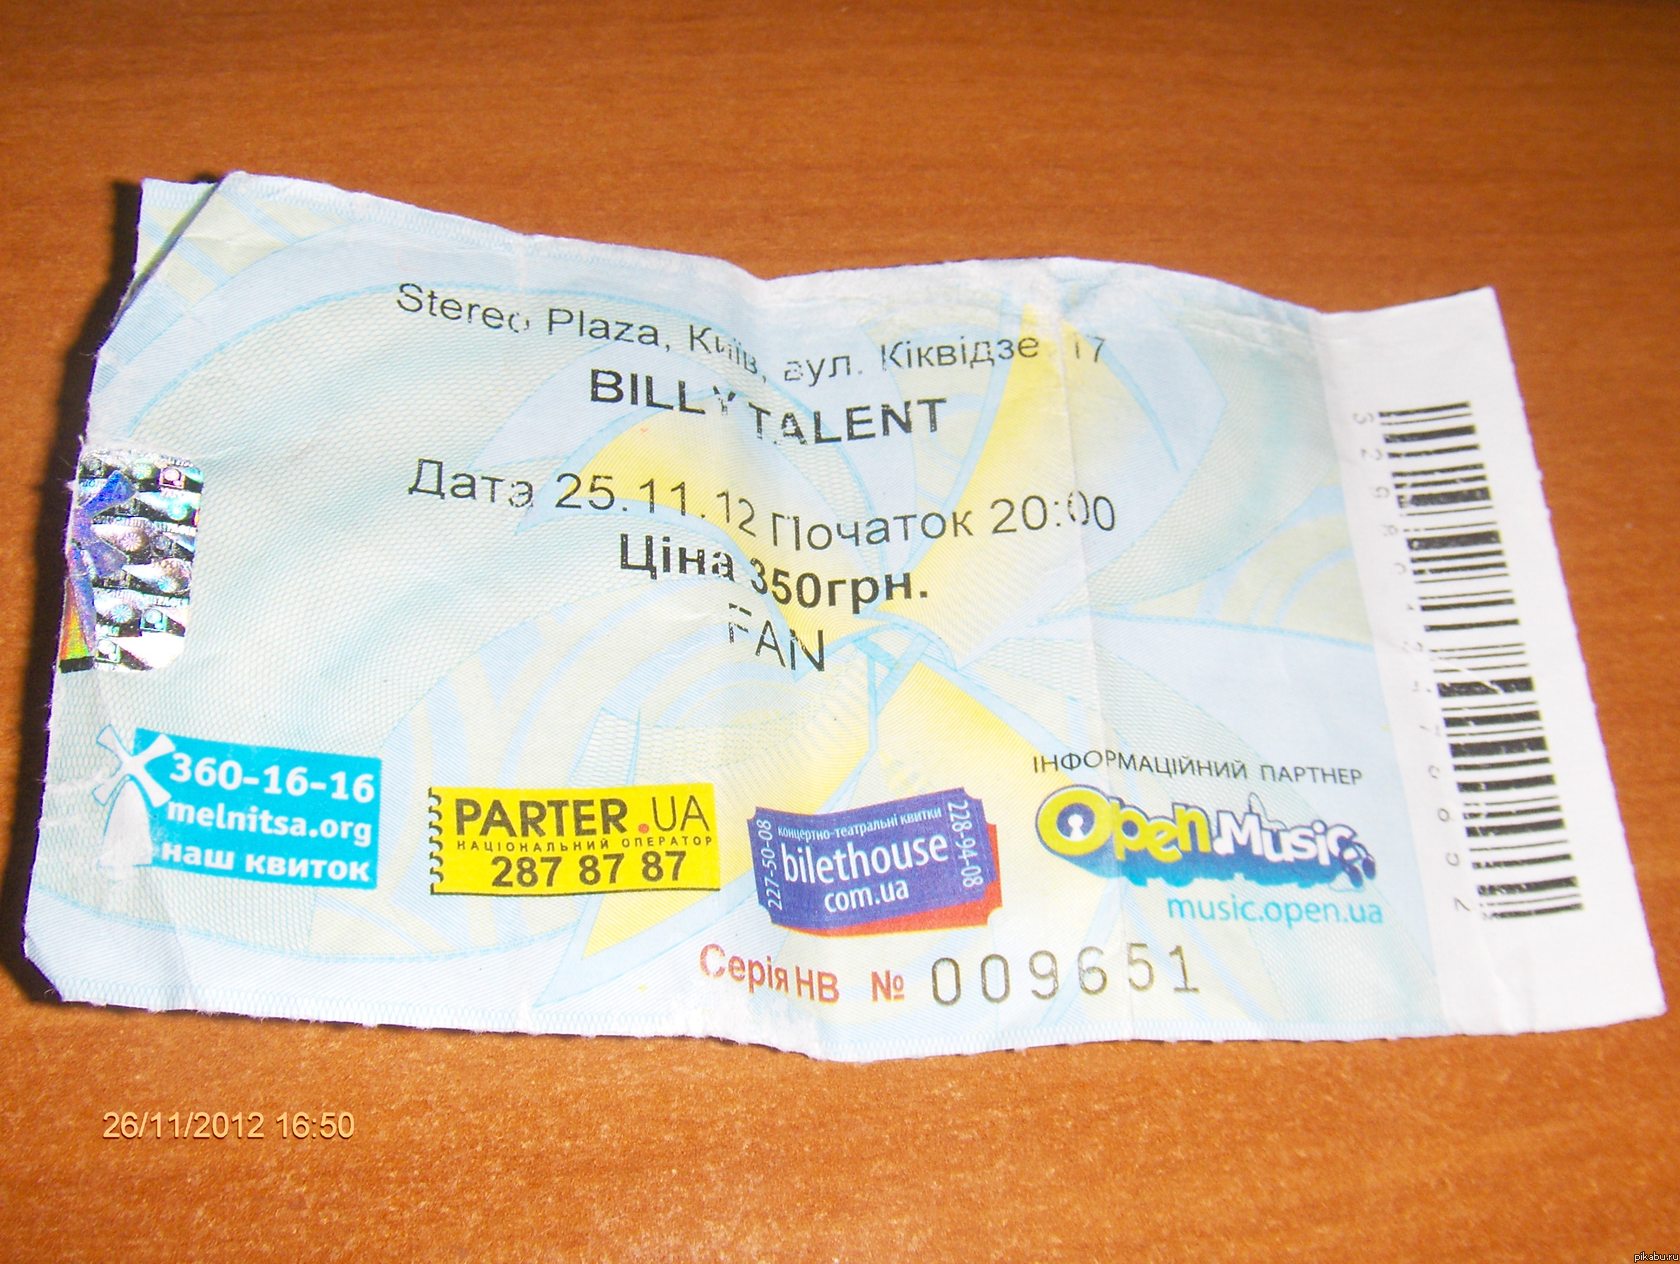 Stereo Plaza, Київ, вул. Кіквідзе 17
BILLY TALENT
Дата 25.11.12 Початок 20:00
Ціна 350грн.
FAN
360-16-16
melnitsa.org
наш квиток
PARTER.UA
НАЦІОНАЛЬНИЙ ОПЕРАТОР
287 87 87
227-50-08
концертно-театральні квитки
bilethouse
com.ua
228-94-08
ІНФОРМАЦІЙНИЙ ПАРТНЕР
Open.Music
music.open.ua
Серія НВ № 009651
26/11/2012 16:50
pikabu.ru